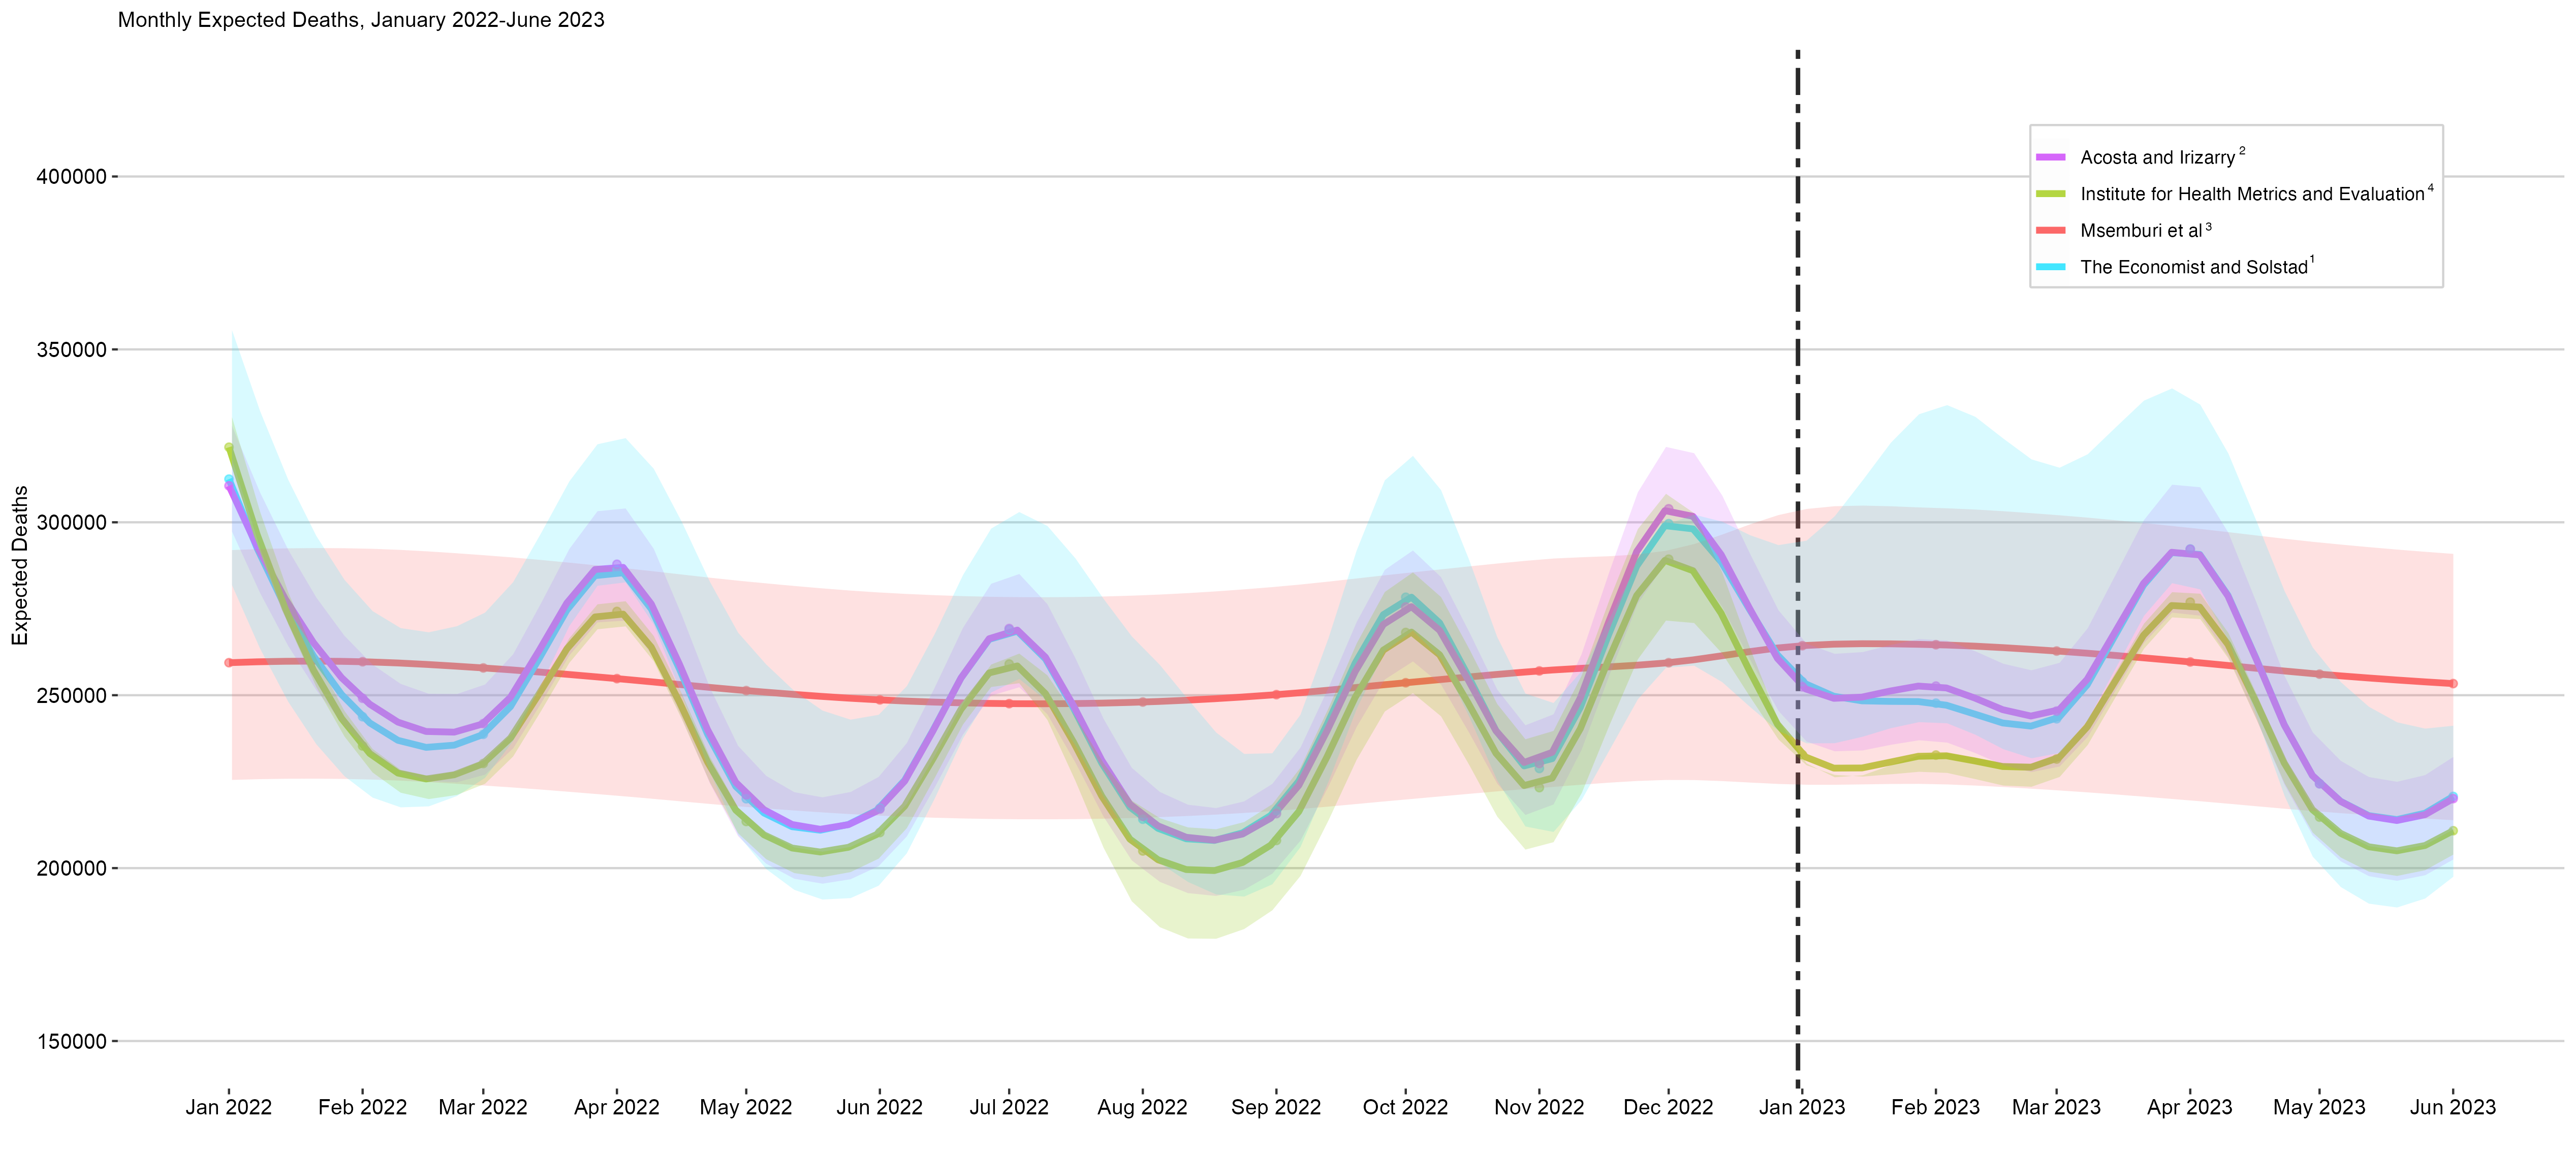 Monthly Expected Deaths, January 2022-June 2023
Acosta and Irizarry 2
Institute for Health Metrics and Evaluation 4
Msemburi et al 3
The Economist and Solstad 1
Expected Deaths
400000
350000
300000
250000
200000
150000
Jan 2022 Feb 2022 Mar 2022 Apr 2022 May 2022 Jun 2022 Jul 2022 Aug 2022 Sep 2022 Oct 2022 Nov 2022 Dec 2022 Jan 2023 Feb 2023 Mar 2023 Apr 2023 May 2023 Jun 2023